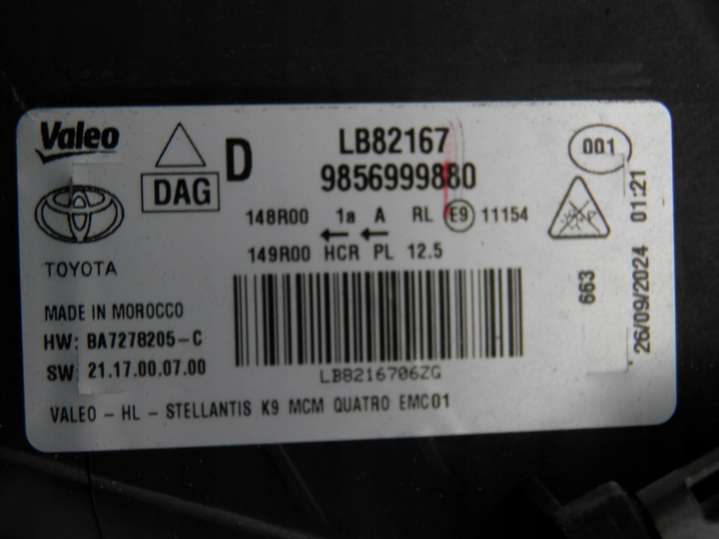 Valeo
DAG
D
LB82167
9856999880
001
148R00 1a A RL E9 11154
149R00 HCR PL 12.5
TOYOTA
MADE IN MOROCCO
HW: BA7278205-C
SW 21.17.00.07.00
LB8216706ZG
663
26/09/2024 01:21
VALEO - HL - STELLANTIS K9 MCM QUATRO EMC01